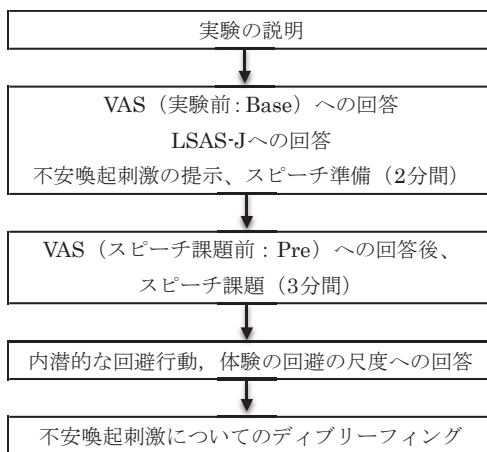 実験の説明
VAS（実験前：Base）への回答
LSAS-Jへの回答
不安喚起刺激の提示、スピーチ準備（2分間）
VAS（スピーチ課題前：Pre）への回答後、
スピーチ課題（3分間）
内潜的な回避行動，体験の回避の尺度への回答
不安喚起刺激についてのディブリーフィング